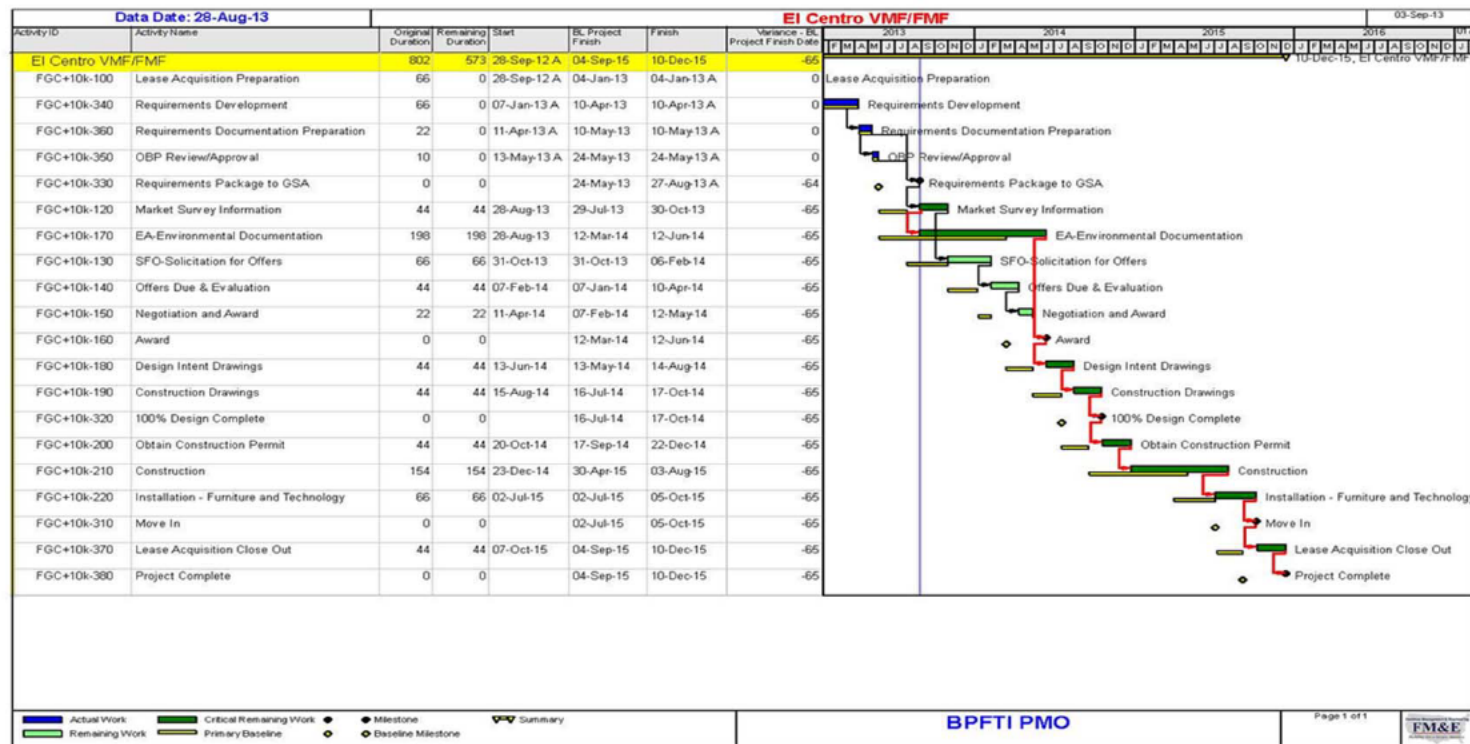 Data Date: 28-Aug-13 El Centro VMF/FMF 03-Sep-13
Activity ID Activity Name Original Duration Remaining Duration Start BL Project Finish Finish Variance - BL Project Finish Date 2013 2014 2015 2016
F M A M J J A S O N D J F M A M J J A S O N D J F M A M J J A S O N D J F M A M J J A S O N D J
El Centro VMF/FMF 802 573 28-Sep-12 A 04-Sep-15 10-Dec-15 -65 10-Dec-15, El Centro VMF/FMF
FGC+10k-100 Lease Acquisition Preparation 66 0 28-Sep-12 A 04-Jan-13 04-Jan-13 A 0 Lease Acquisition Preparation
FGC+10k-340 Requirements Development 66 0 07-Jan-13 A 10-Apr-13 10-Apr-13 A 0 Requirements Development
FGC+10k-360 Requirements Documentation Preparation 22 0 11-Apr-13 A 10-May-13 10-May-13 A 0 Requirements Documentation Preparation
FGC+10k-350 OBP Review/Approval 10 0 13-May-13 A 24-May-13 24-May-13 A 0 OBP Review/Approval
FGC+10k-330 Requirements Package to GSA 0 0 24-May-13 27-Aug-13 A -64 Requirements Package to GSA
FGC+10k-120 Market Survey Information 44 44 28-Aug-13 29-Jul-13 30-Oct-13 -65 Market Survey Information
FGC+10k-170 EA-Environmental Documentation 198 198 28-Aug-13 12-Mar-14 12-Jun-14 -65 EA-Environmental Documentation
FGC+10k-130 SFO-Solicitation for Offers 66 66 31-Oct-13 31-Oct-13 06-Feb-14 -65 SFO-Solicitation for Offers
FGC+10k-140 Offers Due & Evaluation 44 44 07-Feb-14 07-Jan-14 10-Apr-14 -65 Offers Due & Evaluation
FGC+10k-150 Negotiation and Award 22 22 11-Apr-14 07-Feb-14 12-May-14 -65 Negotiation and Award
FGC+10k-160 Award 0 0 12-Mar-14 12-Jun-14 -65 Award
FGC+10k-180 Design Intent Drawings 44 44 13-Jun-14 13-May-14 14-Aug-14 -65 Design Intent Drawings
FGC+10k-190 Construction Drawings 44 44 15-Aug-14 16-Jul-14 17-Oct-14 -65 Construction Drawings
FGC+10k-320 100% Design Complete 0 0 16-Jul-14 17-Oct-14 -65 100% Design Complete
FGC+10k-200 Obtain Construction Permit 44 44 20-Oct-14 17-Sep-14 22-Dec-14 -65 Obtain Construction Permit
FGC+10k-210 Construction 154 154 23-Dec-14 30-Apr-15 03-Aug-15 -65 Construction
FGC+10k-220 Installation - Furniture and Technology 66 66 02-Jul-15 02-Jul-15 05-Oct-15 -65 Installation - Furniture and Technology
FGC+10k-310 Move In 0 0 02-Jul-15 05-Oct-15 -65 Move In
FGC+10k-370 Lease Acquisition Close Out 44 44 07-Oct-15 04-Sep-15 10-Dec-15 -65 Lease Acquisition Close Out
FGC+10k-380 Project Complete 0 0 04-Sep-15 10-Dec-15 -65 Project Complete
Actual Work Critical Remaining Work Milestone Summary
Remaining Work Primary Baseline Baseline Milestone
BPFTI PMO
Page 1 of 1
FM&E